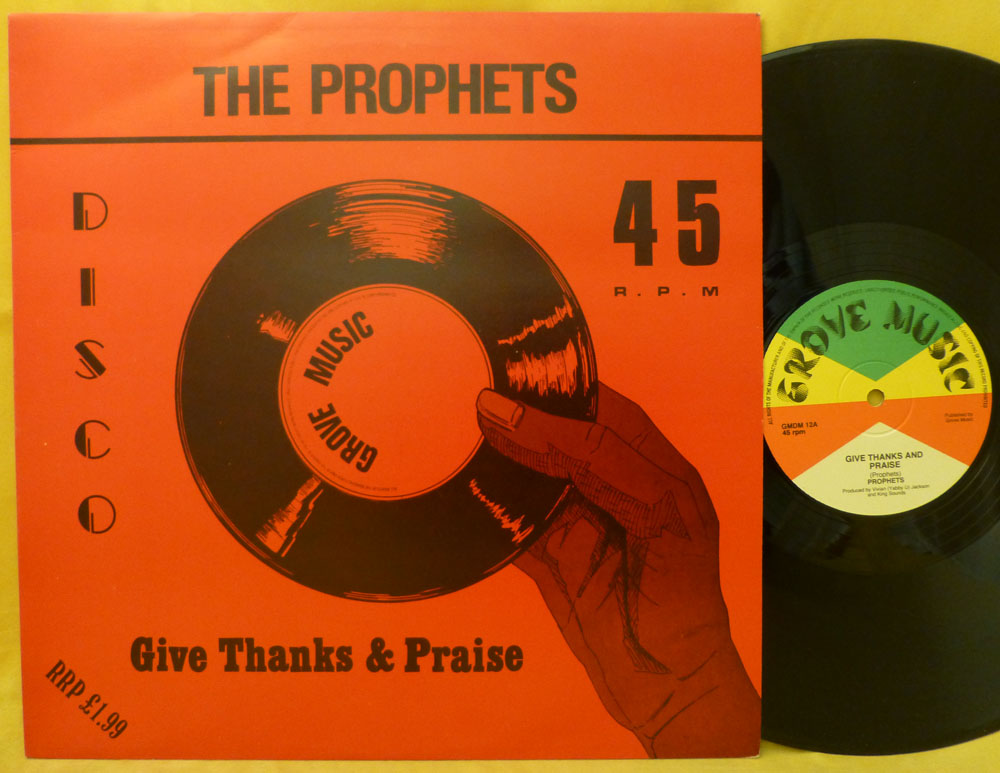 THE PROPHETS
DISCO
45
R.P.M
GROVE MUSIC
Give Thanks & Praise
RRP £1.99
GROVE MUSIC
GMDM 12A
45 rpm
Published by
Grove Music
GIVE THANKS AND
PRAISE
(Prophets)
PROPHETS
Produced by Vivian (Yabby U) Jackson
and King Sounds